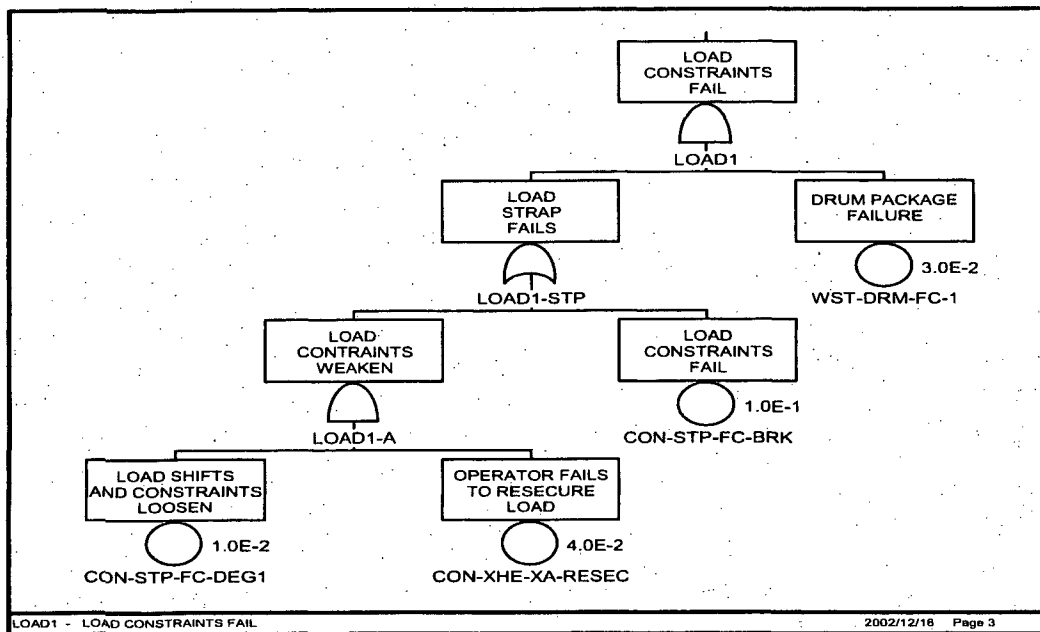 LOAD
CONSTRAINTS
FAIL
LOAD1
LOAD
STRAP
FAILS
DRUM PACKAGE
FAILURE
3.0E-2
LOAD1-STP
WST-DRM-FC-1
LOAD
CONTRAINTS
WEAKEN
LOAD
CONSTRAINTS
FAIL
1.0E-1
LOAD1-A
CON-STP-FC-BRK
LOAD SHIFTS
AND CONSTRAINTS
LOOSEN
OPERATOR FAILS
TO RESECURE
LOAD
1.0E-2
4.0E-2
CON-STP-FC-DEG1
CON-XHE-XA-RESEC
LOAD1 - LOAD CONSTRAINTS FAIL
2002/12/16 Page 3